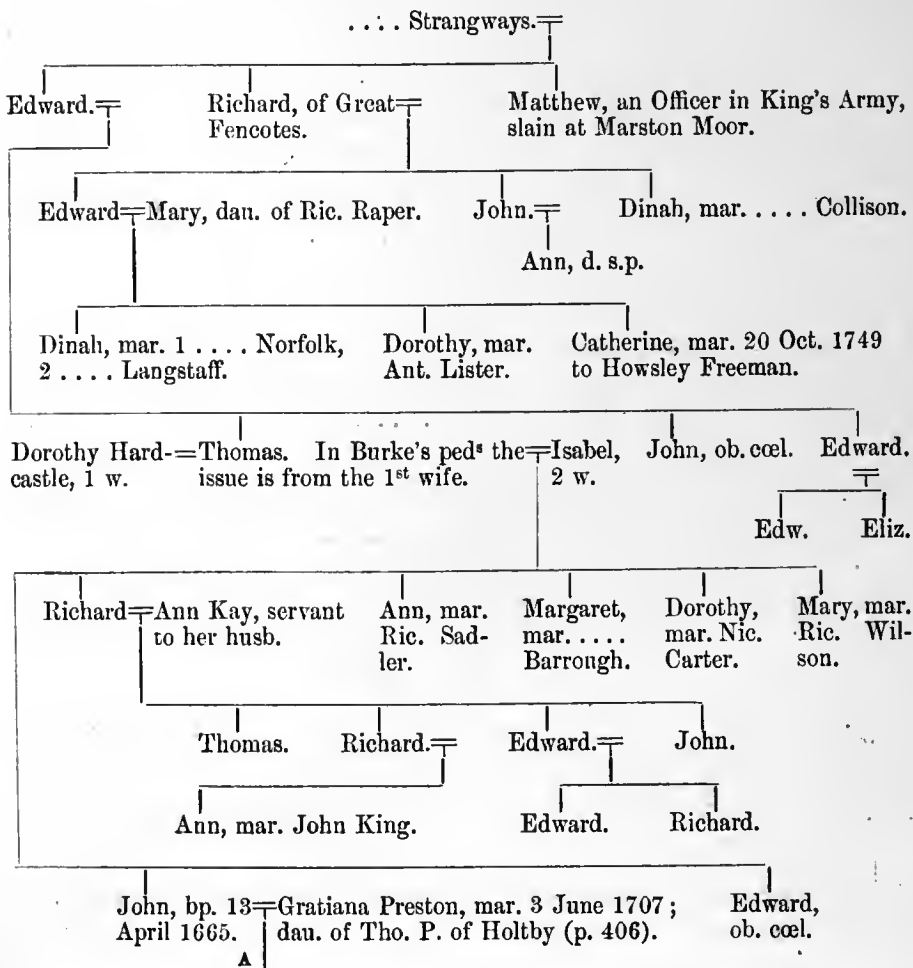 . . . . Strangways.
Edward. Richard, of Great Matthew, an Officer in King's Army,
Fencotes. slain at Marston Moor.
Edward Mary, dau. of Ric. Raper. John. Dinah, mar. . . . . . Collison.
Ann, d. s.p.
Dinah, mar. 1 . . . . Norfolk, Dorothy, mar. Catherine, mar. 20 Oct. 1749
2 . . . . Langstaff. Ant. Lister. to Howsley Freeman.
Dorothy Hard-=Thomas. In Burke's pedˢ the Isabel, John, ob. cœl. Edward.
castle, 1 w. issue is from the 1ˢᵗ wife. 2 w.
Edw. Eliz.
Richard Ann Kay, servant Ann, mar. Margaret, Dorothy, Mary, mar.
to her husb. Ric. Sad- mar. . . . . . mar. Nic. Ric. Wil-
ler. Barrongh. Carter. son.
Thomas. Richard. Edward. John.
Ann, mar. John King. Edward. Richard.
John, bp. 13 Gratiana Preston, mar. 3 June 1707 ; Edward,
April 1665. dau. of Tho. P. of Holtby (p. 406). ob. cœl.
A